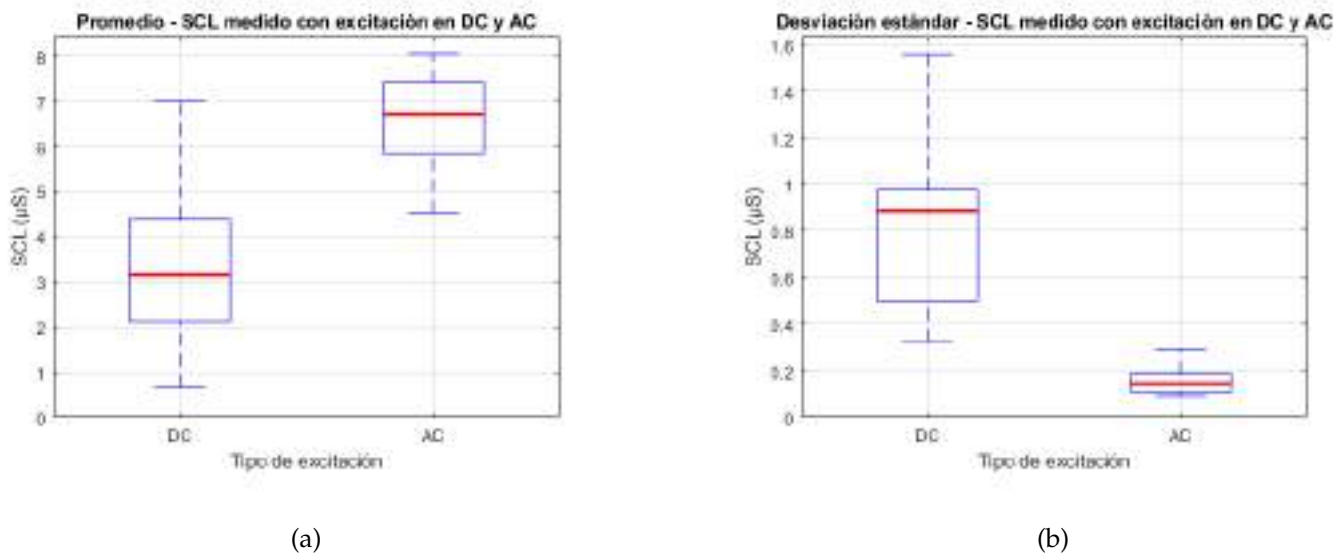 Promedio - SCL medido con excitación en DC y AC
8
7
6
5
4
3
2
1
0
SCL (µS)
DC
AC
Tipo de excitación
(a)
Desviación estándar - SCL medido con excitación en DC y AC
1.6
1.4
1.2
1
0.8
0.6
0.4
0.2
0
SCL (µS)
DC
AC
Tipo de excitación
(b)